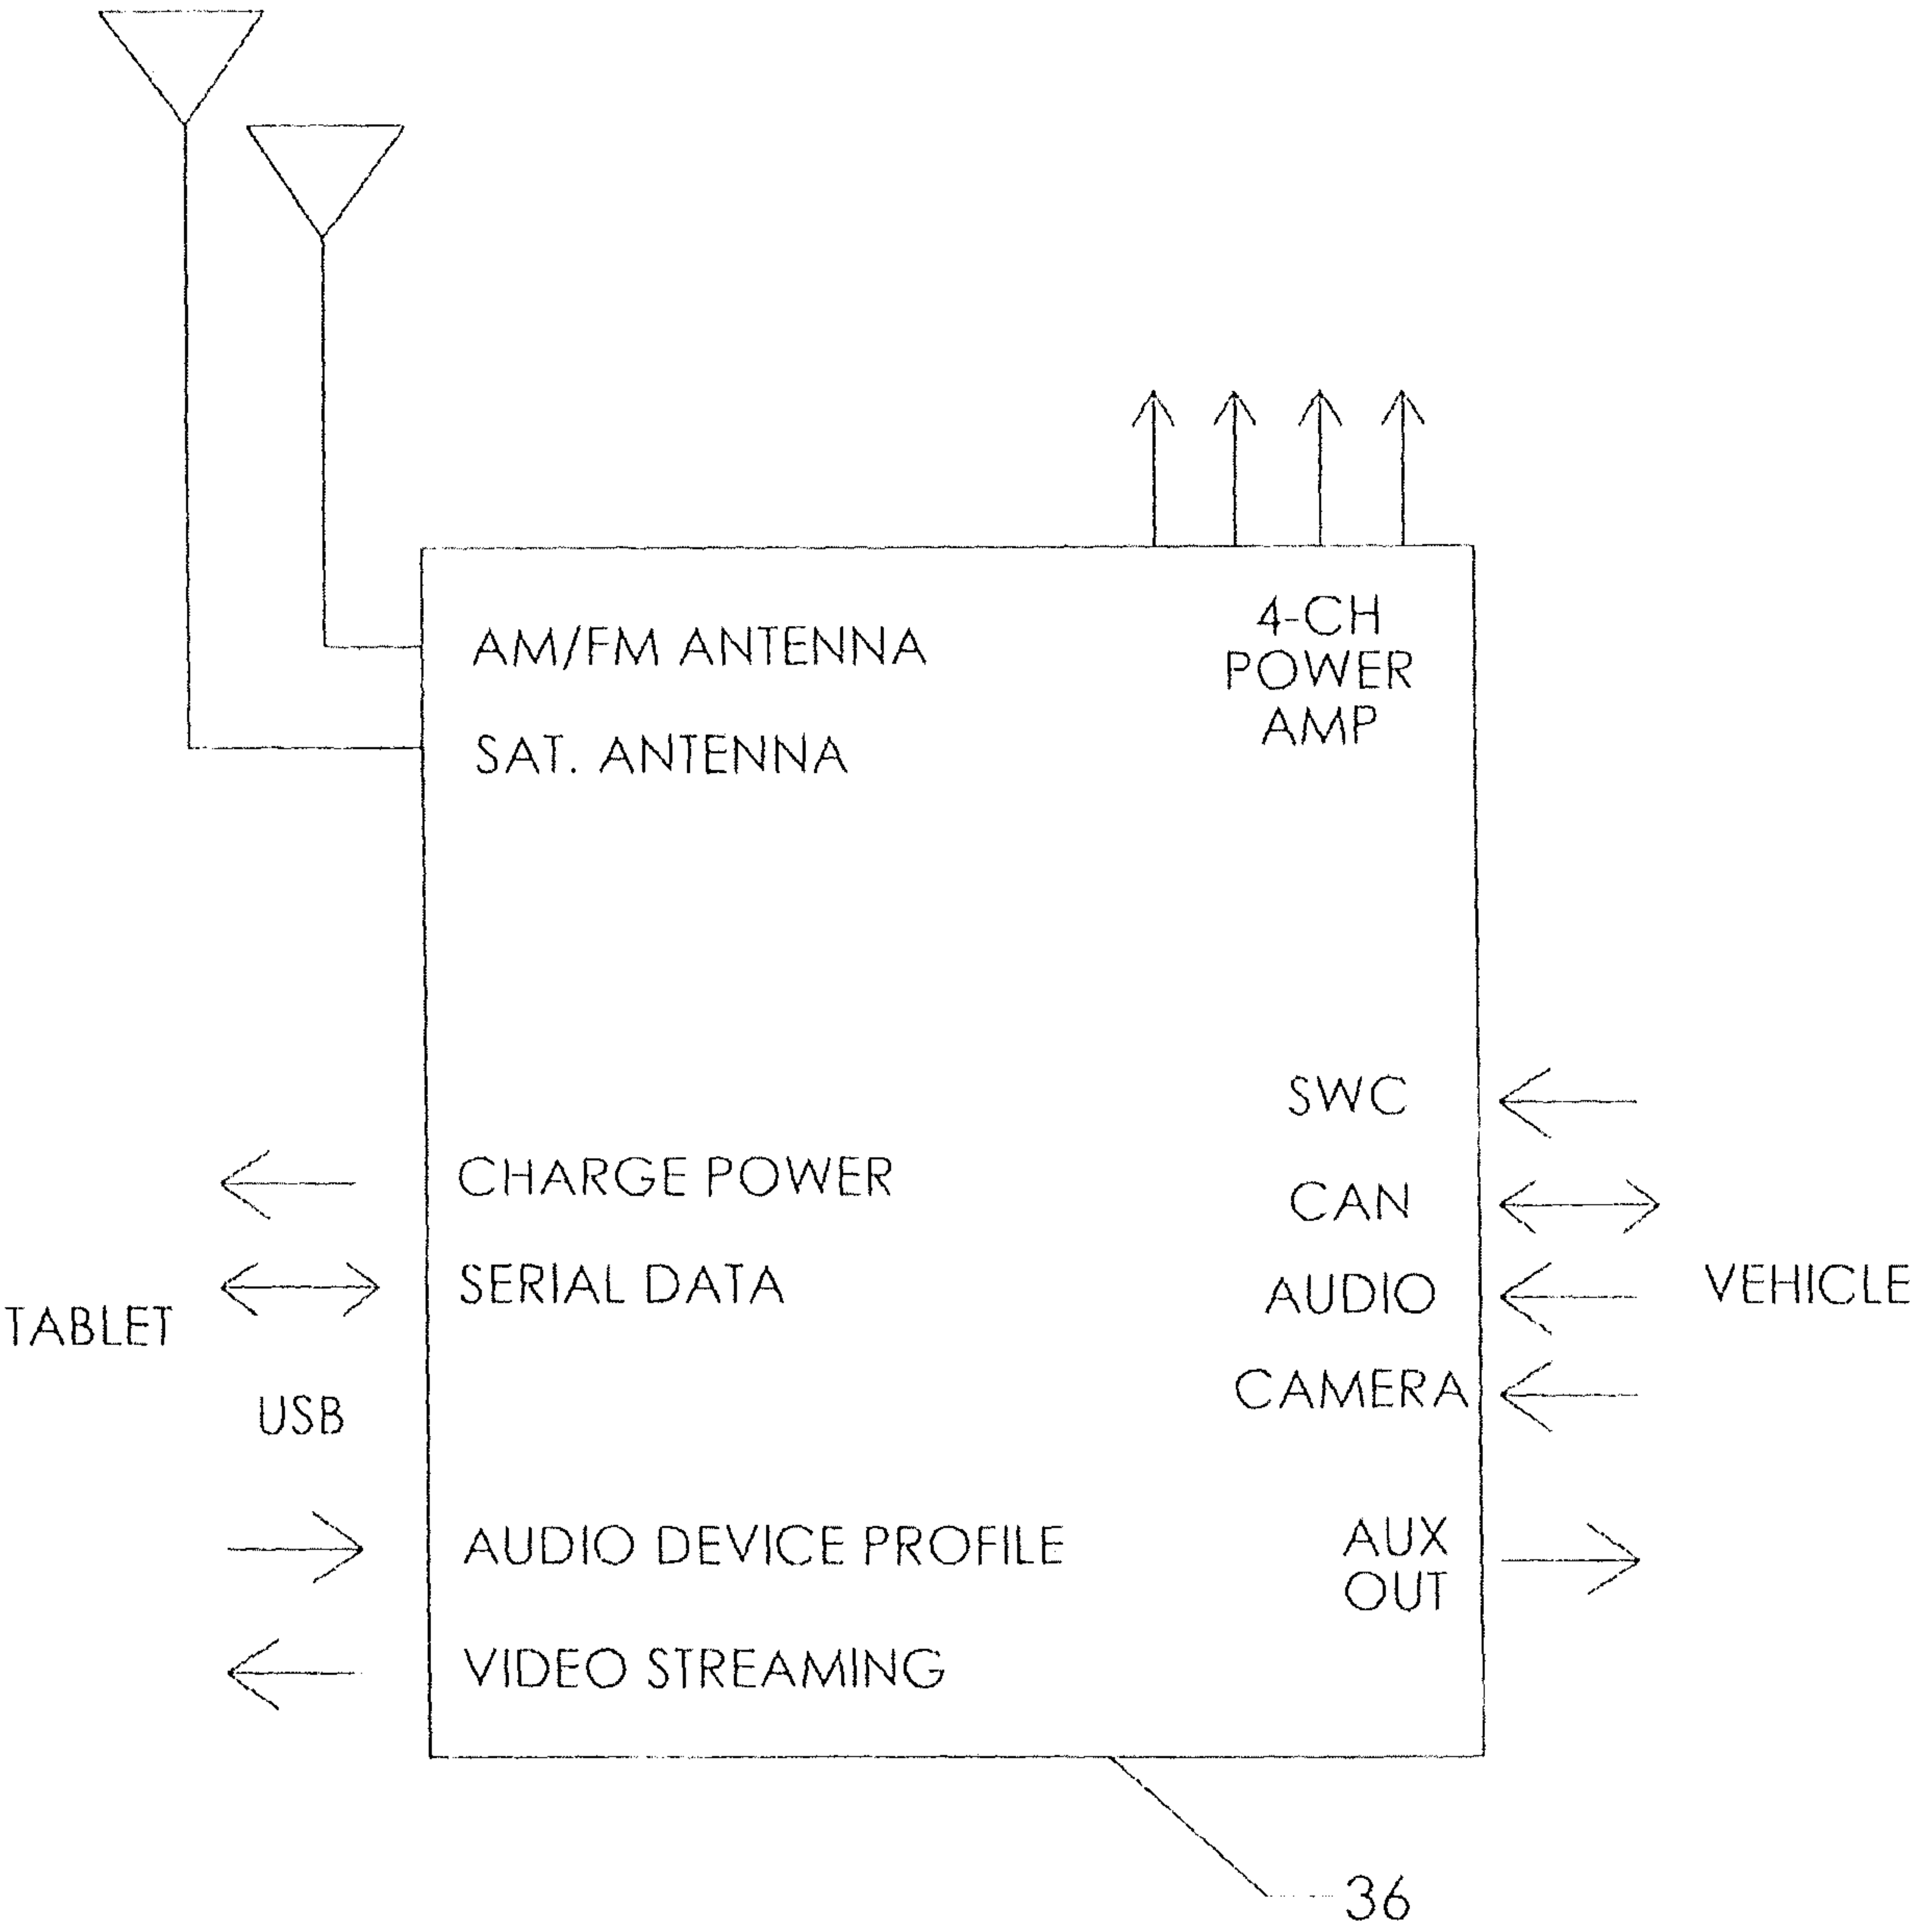 AM/FM ANTENNA
SAT. ANTENNA
4-CH
POWER
AMP
SWC
CAN
AUDIO
CAMERA
VEHICLE
AUX
OUT
TABLET
CHARGE POWER
SERIAL DATA
USB
AUDIO DEVICE PROFILE
VIDEO STREAMING
36